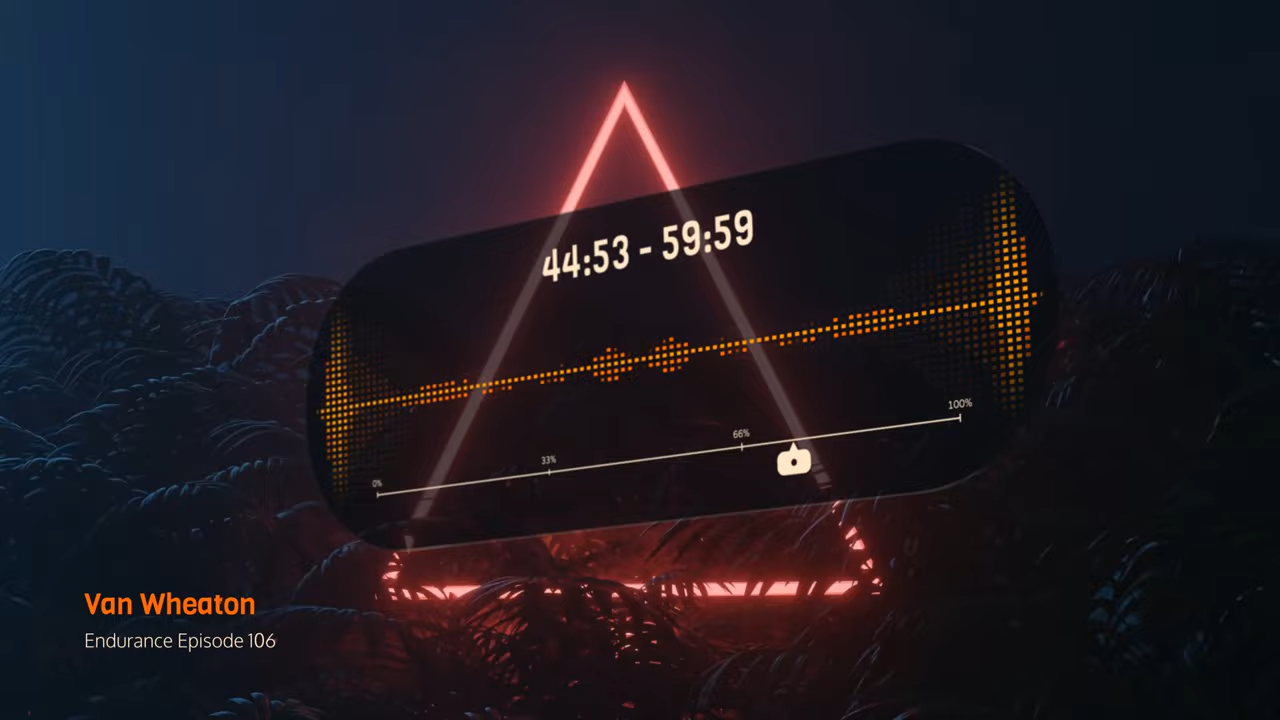 44:53 - 59:59
0%
33%
66%
100%
Van Wheaton
Endurance Episode 106